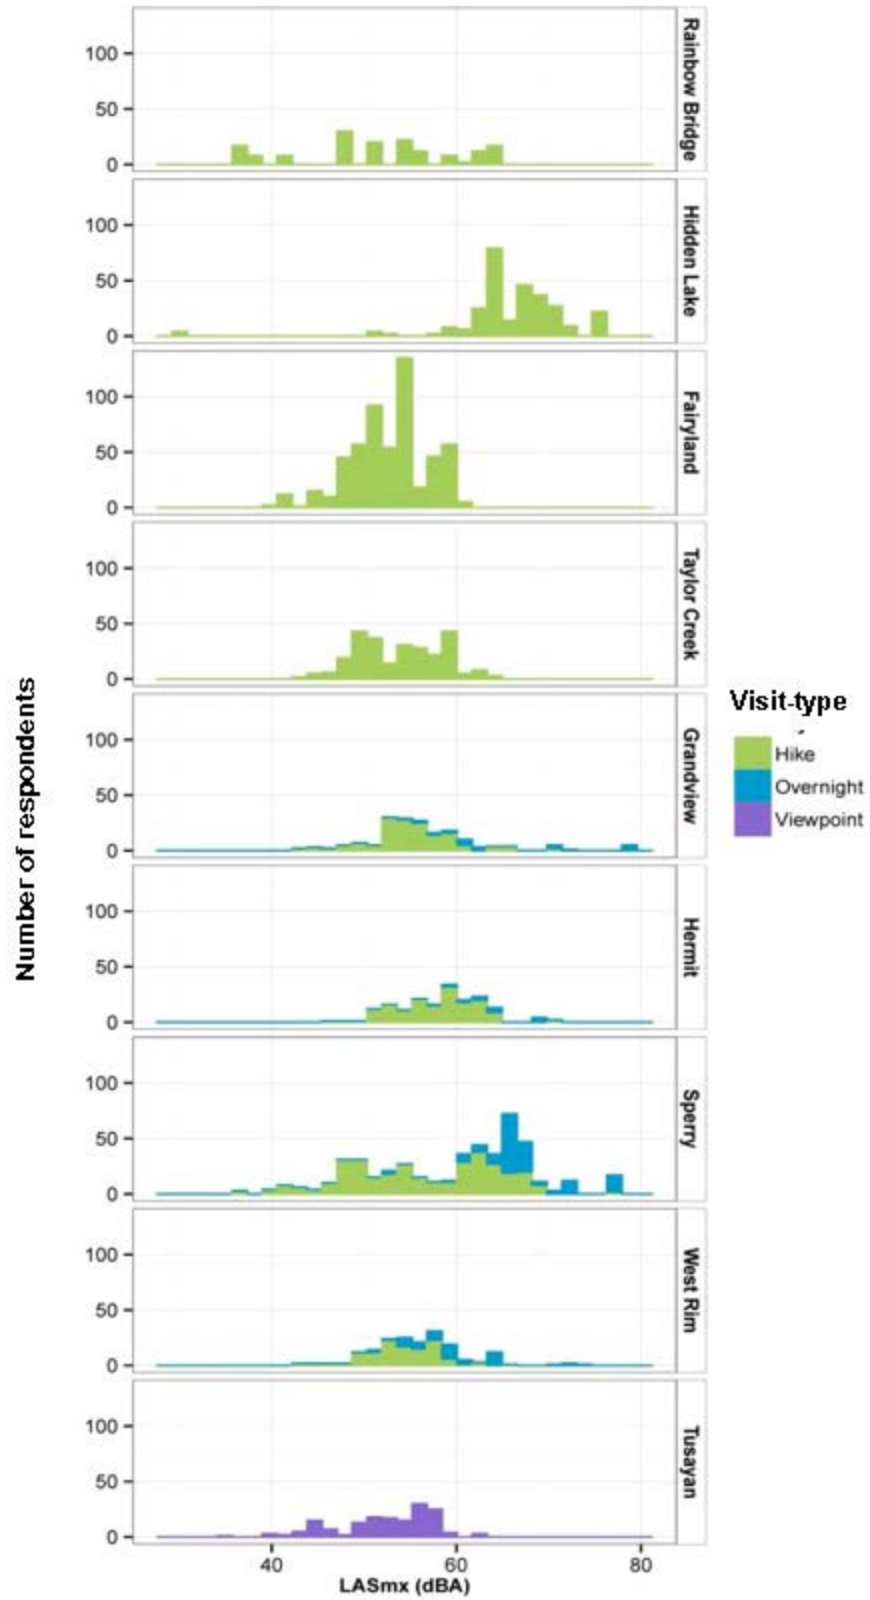 100
50
0
Rainbow Bridge
100
50
0
Hidden Lake
100
50
0
Fairyland
100
50
0
Taylor Creek
100
50
0
Grandview
100
50
0
Hermit
100
50
0
Sperry
100
50
0
West Rim
100
50
0
Tusayan
40 60 80
LASmx (dBA)
Number of respondents
Visit-type
Hike
Overnight
Viewpoint